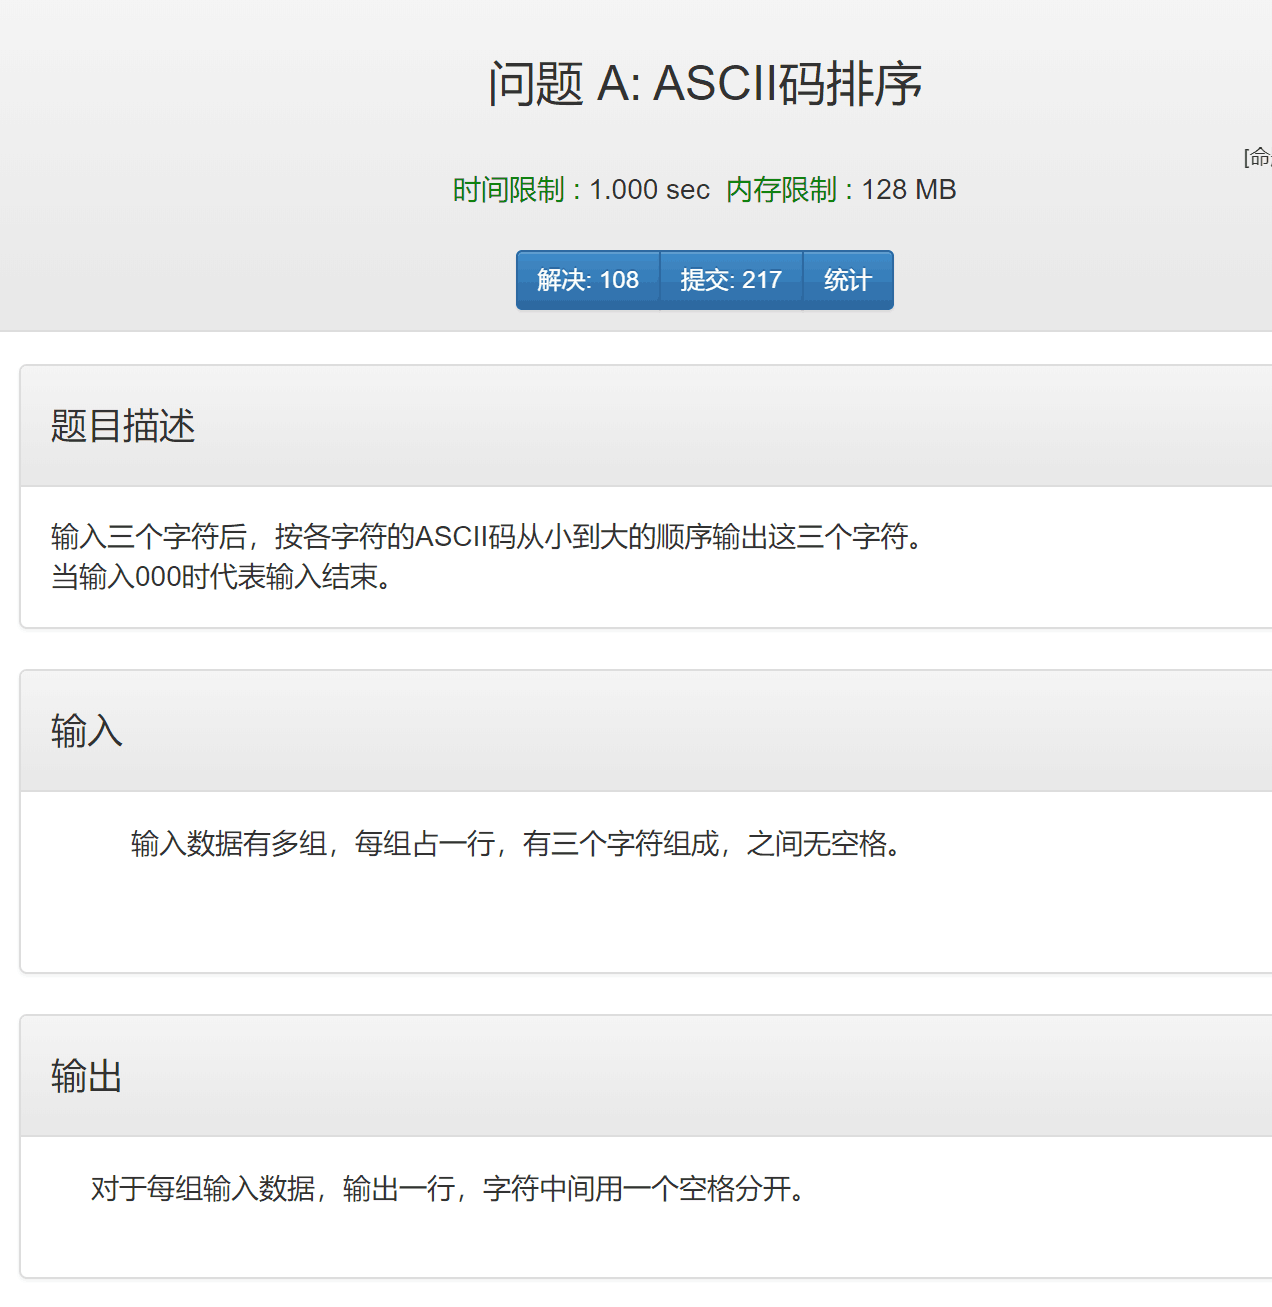 问题 A: ASCII码排序
[命
时间限制 : 1.000 sec 内存限制 : 128 MB
解决: 108 提交: 217 统计
题目描述
输入三个字符后，按各字符的ASCII码从小到大的顺序输出这三个字符。
当输入000时代表输入结束。
输入
输入数据有多组，每组占一行，有三个字符组成，之间无空格。
输出
对于每组输入数据，输出一行，字符中间用一个空格分开。